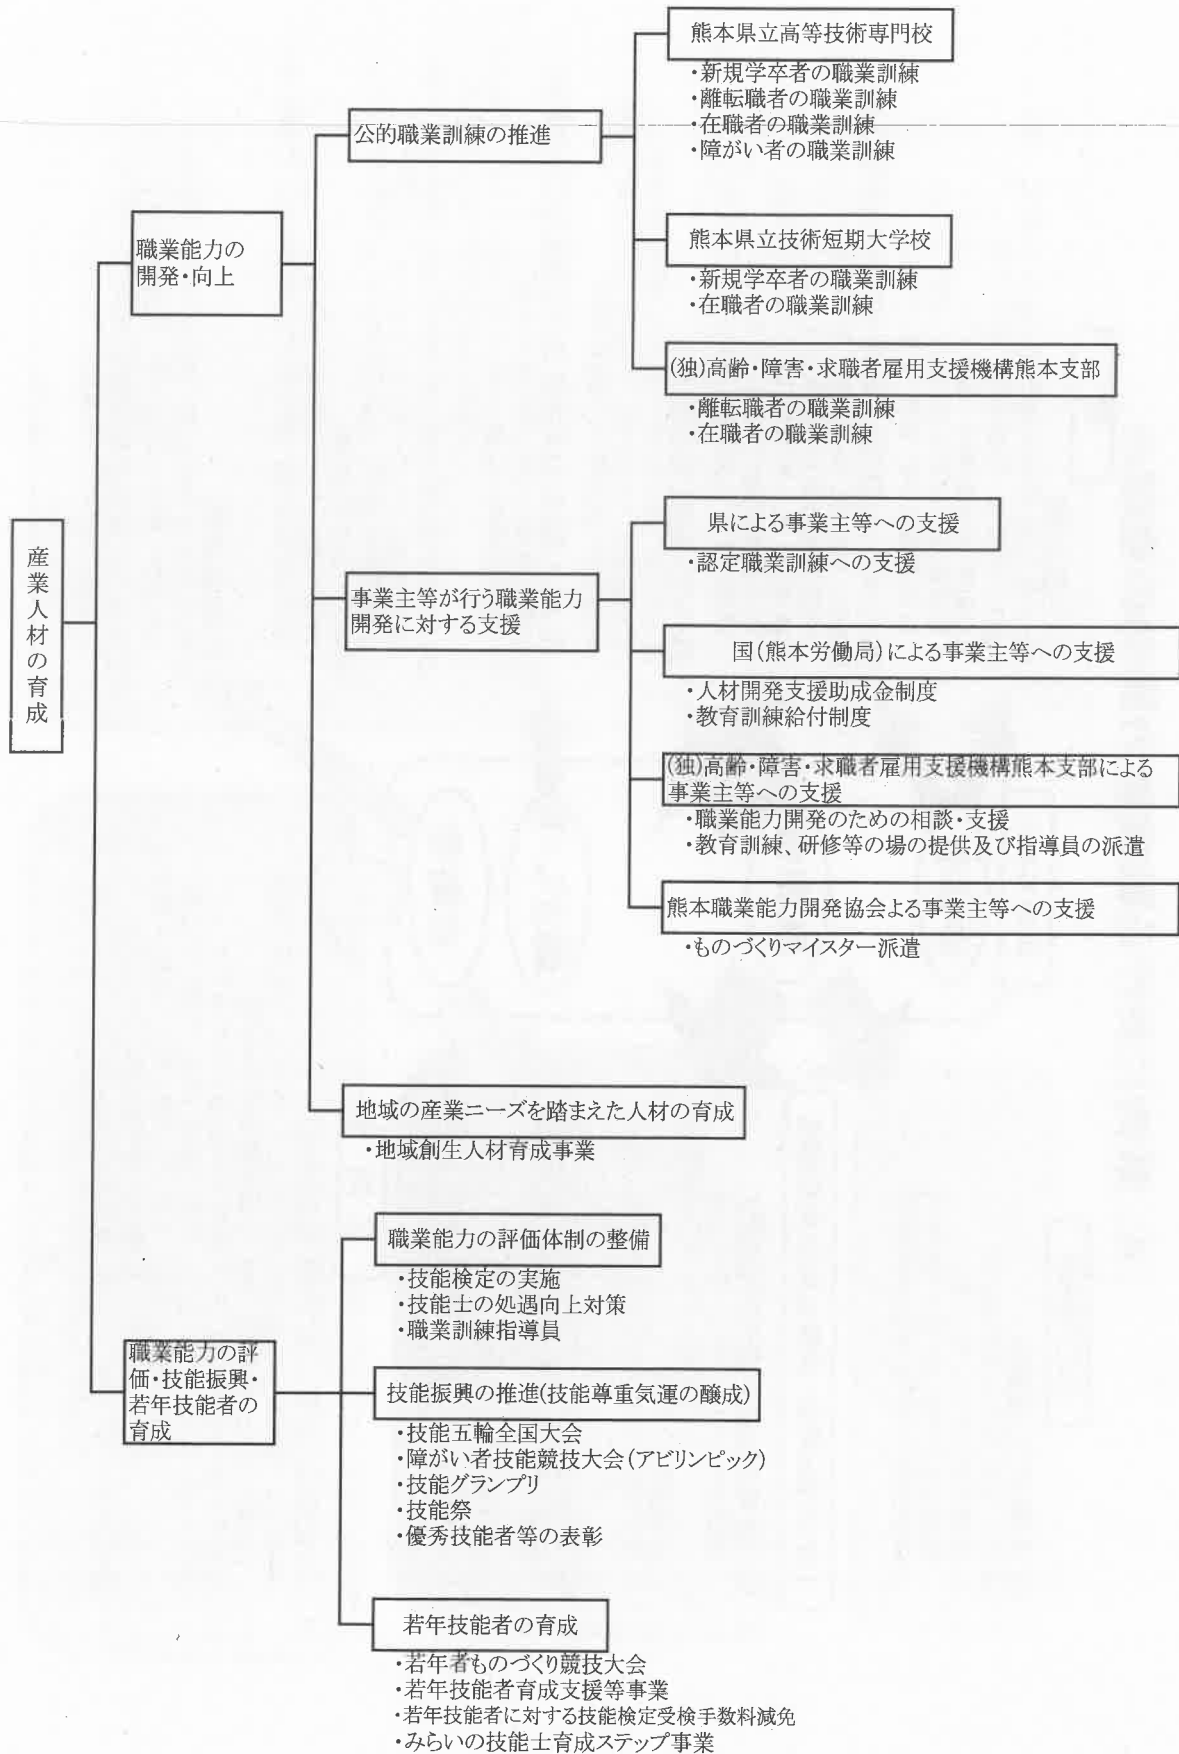 産業人材の育成
職業能力の
開発・向上
公的職業訓練の推進
熊本県立高等技術専門校
・新規学卒者の職業訓練
・離転職者の職業訓練
・在職者の職業訓練
・障がい者の職業訓練
熊本県立技術短期大学校
・新規学卒者の職業訓練
・在職者の職業訓練
(独)高齢・障害・求職者雇用支援機構熊本支部
・離転職者の職業訓練
・在職者の職業訓練
事業主等が行う職業能力
開発に対する支援
県による事業主等への支援
・認定職業訓練への支援
国(熊本労働局)による事業主等への支援
・人材開発支援助成金制度
・教育訓練給付制度
(独)高齢・障害・求職者雇用支援機構熊本支部による
事業主等への支援
・職業能力開発のための相談・支援
・教育訓練、研修等の場の提供及び指導員の派遣
熊本職業能力開発協会よる事業主等への支援
・ものづくりマイスター派遣
地域の産業ニーズを踏まえた人材の育成
・地域創生人材育成事業
職業能力の評
価・技能振興・
若年技能者の
育成
職業能力の評価体制の整備
・技能検定の実施
・技能士の処遇向上対策
・職業訓練指導員
技能振興の推進(技能尊重気運の醸成)
・技能五輪全国大会
・障がい者技能競技大会(アビリンピック)
・技能グランプリ
・技能祭
・優秀技能者等の表彰
若年技能者の育成
・若年者ものづくり競技大会
・若年技能者育成支援等事業
・若年技能者に対する技能検定受検手数料減免
・みらいの技能士育成ステップ事業